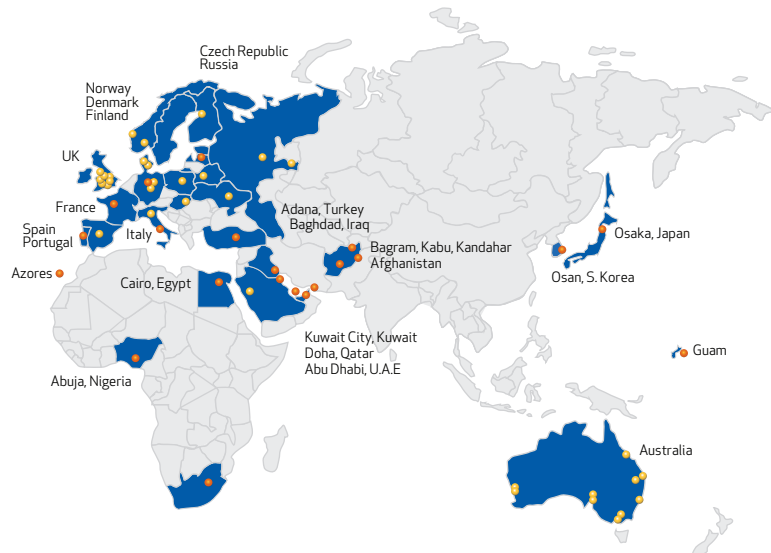 Czech Republic
Russia
Norway
Denmark
Finland
UK
France
Spain
Portugal
Italy
Azores
Adana, Turkey
Baghdad, Iraq
Bagram, Kabu, Kandahar
Afghanistan
Cairo, Egypt
Kuwait City, Kuwait
Doha, Qatar
Abu Dhabi, U.A.E
Abuja, Nigeria
Osaka, Japan
Osan, S. Korea
Guam
Australia